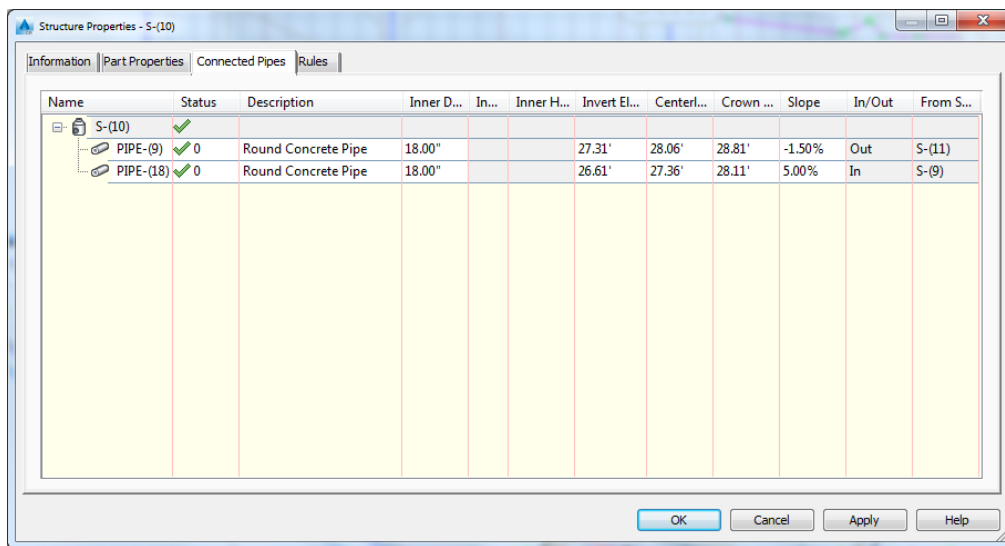 Structure Properties - S-(10)
Information Part Properties Connected Pipes Rules
Name Status Description Inner D... In... Inner H... Invert El... Centerl... Crown ... Slope In/Out From S...
S-(10)
PIPE-(9) 0 Round Concrete Pipe 18.00" 27.31' 28.06' 28.81' -1.50% Out S-(11)
PIPE-(18) 0 Round Concrete Pipe 18.00" 26.61' 27.36' 28.11' 5.00% In S-(9)
OK Cancel Apply Help